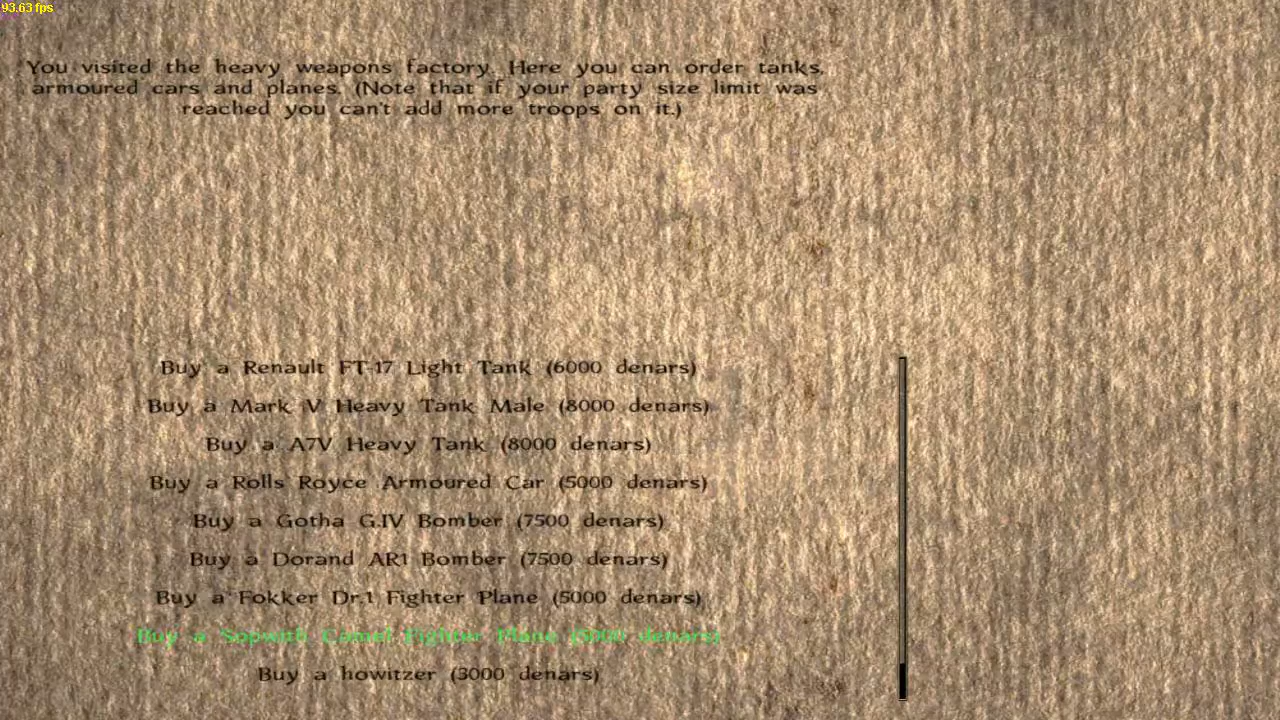 93.63 fps
You visited the heavy weapons factory. Here you can order tanks,
armoured cars and planes. (Note that if your party size limit was
reached you can't add more troops on it.)
Buy a Renault FT-17 Light Tank (6000 denars)
Buy a Mark V Heavy Tank Male (8000 denars)
Buy a A7V Heavy Tank (8000 denars)
Buy a Rolls Royce Armoured Car (5000 denars)
Buy a Gotha G.IV Bomber (7500 denars)
Buy a Dorand AR1 Bomber (7500 denars)
Buy a Fokker Dr.1 Fighter Plane (5000 denars)
Buy a Sopwith Camel Fighter Plane (5000 denars)
Buy a howitzer (3000 denars)